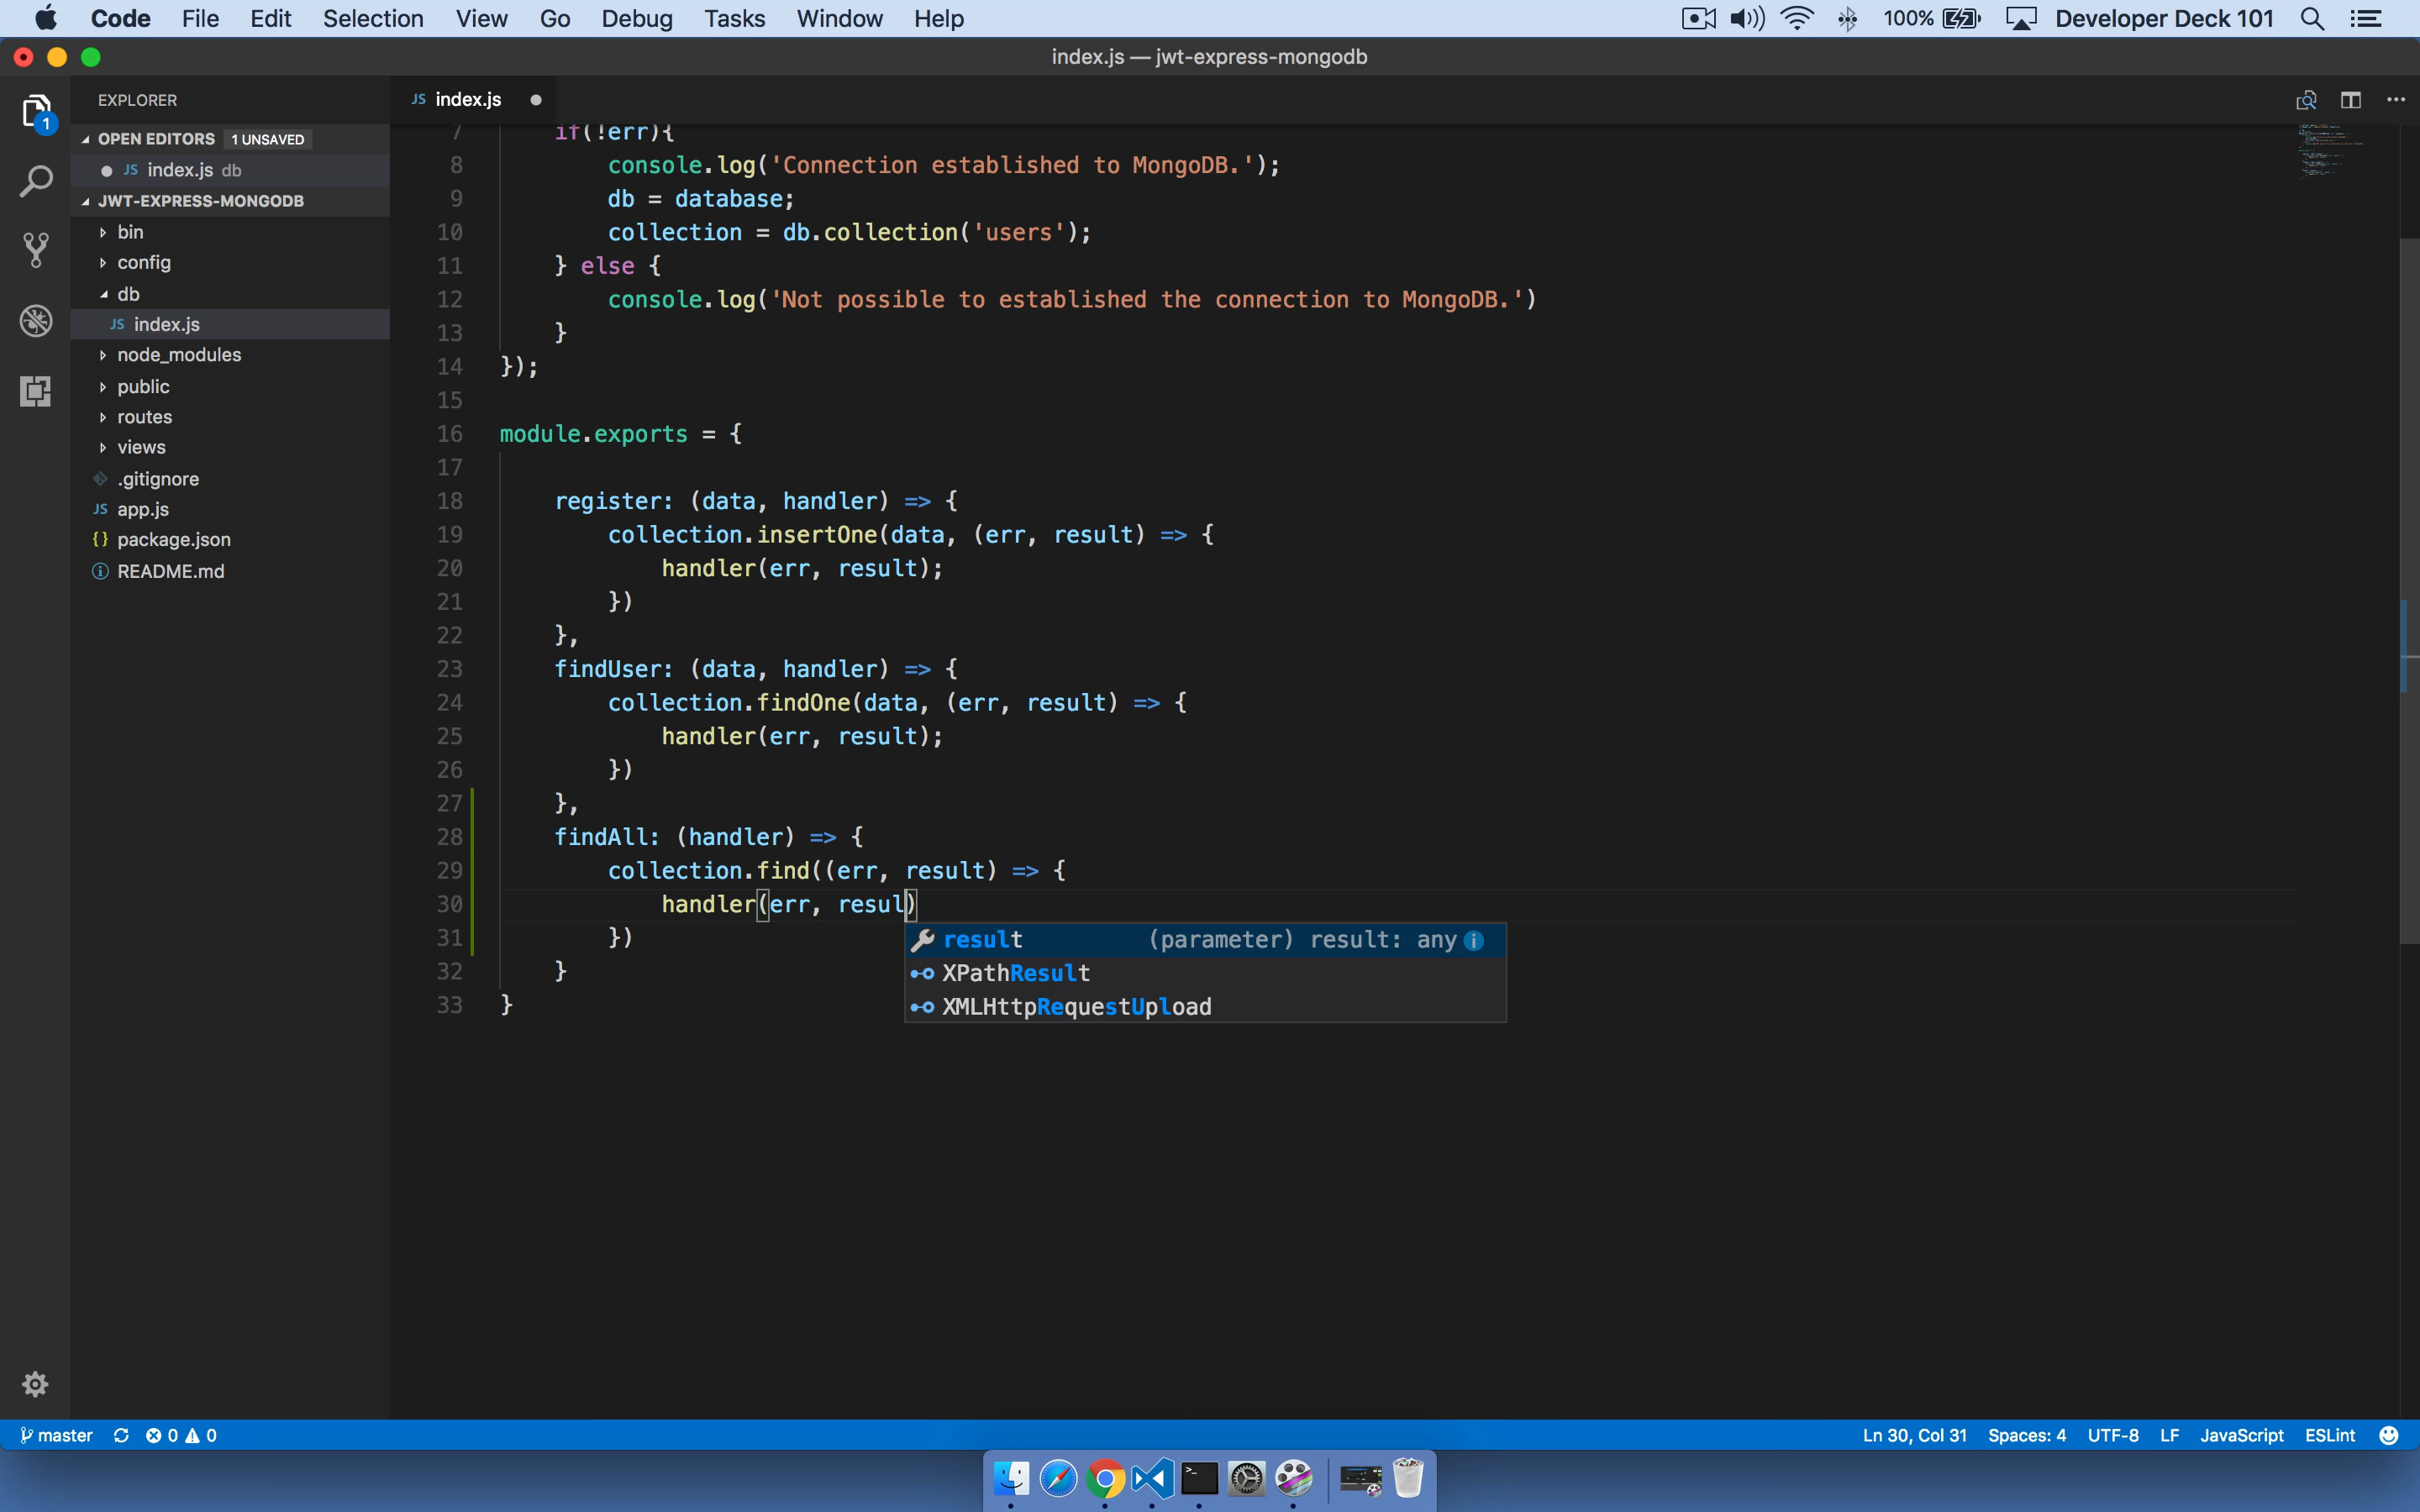 Code File Edit Selection View Go Debug Tasks Window Help 100% Developer Deck 101
index.js — jwt-express-mongodb
EXPLORER
1
OPEN EDITORS 1 UNSAVED
JS index.js db
JWT-EXPRESS-MONGODB
bin
config
db
JS index.js
node_modules
public
routes
views
.gitignore
JS app.js
{} package.json
README.md
JS index.js
7 if(!err){
8 console.log('Connection established to MongoDB.');
9 db = database;
10 collection = db.collection('users');
11 } else {
12 console.log('Not possible to established the connection to MongoDB.')
13 }
14 });
15
16 module.exports = {
17
18 register: (data, handler) => {
19 collection.insertOne(data, (err, result) => {
20 handler(err, result);
21 })
22 },
23 findUser: (data, handler) => {
24 collection.findOne(data, (err, result) => {
25 handler(err, result);
26 })
27 },
28 findAll: (handler) => {
29 collection.find((err, result) => {
30 handler(err, resul)
31 })
32 }
33 }
result (parameter) result: any
XPathResult
XMLHttpRequestUpload
master 0 0 Ln 30, Col 31 Spaces: 4 UTF-8 LF JavaScript ESLint